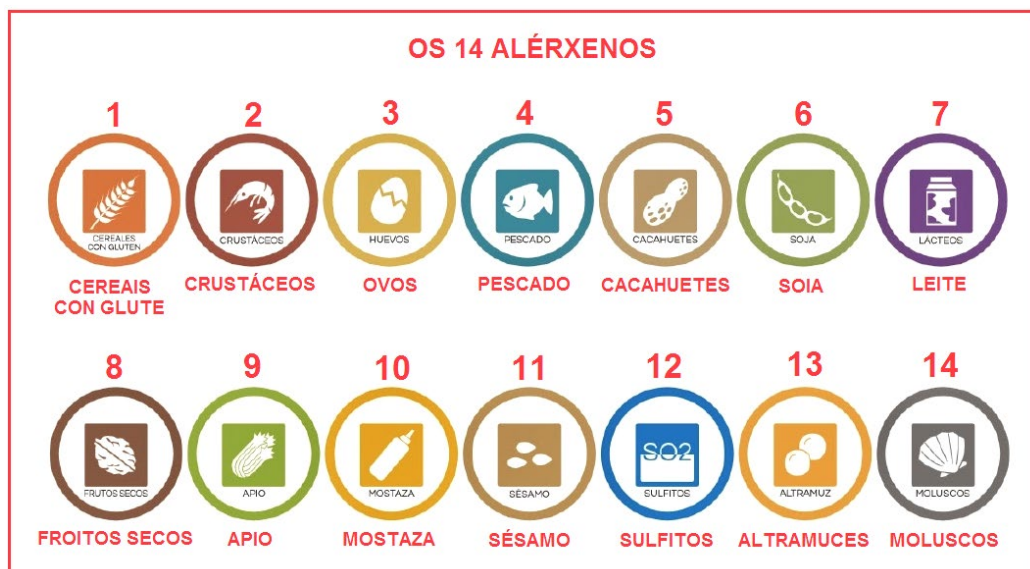 OS 14 ALÉRXENOS
1 2 3 4 5 6 7
CEREALES
CON GLUTEN
CRUSTÁCEOS
HUEVOS
PESCADO
CACAHUETES
SOJA
LÁCTEOS
CEREAIS
CON GLUTE
CRUSTÁCEOS
OVOS
PESCADO
CACAHUETES
SOIA
LEITE
8 9 10 11 12 13 14
FRUTOS SECOS
APIO
MOSTAZA
SÉSAMO
SO2
SULFITOS
ALTRAMUZ
MOLUSCOS
FROITOS SECOS
APIO
MOSTAZA
SÉSAMO
SULFITOS
ALTRAMUCES
MOLUSCOS